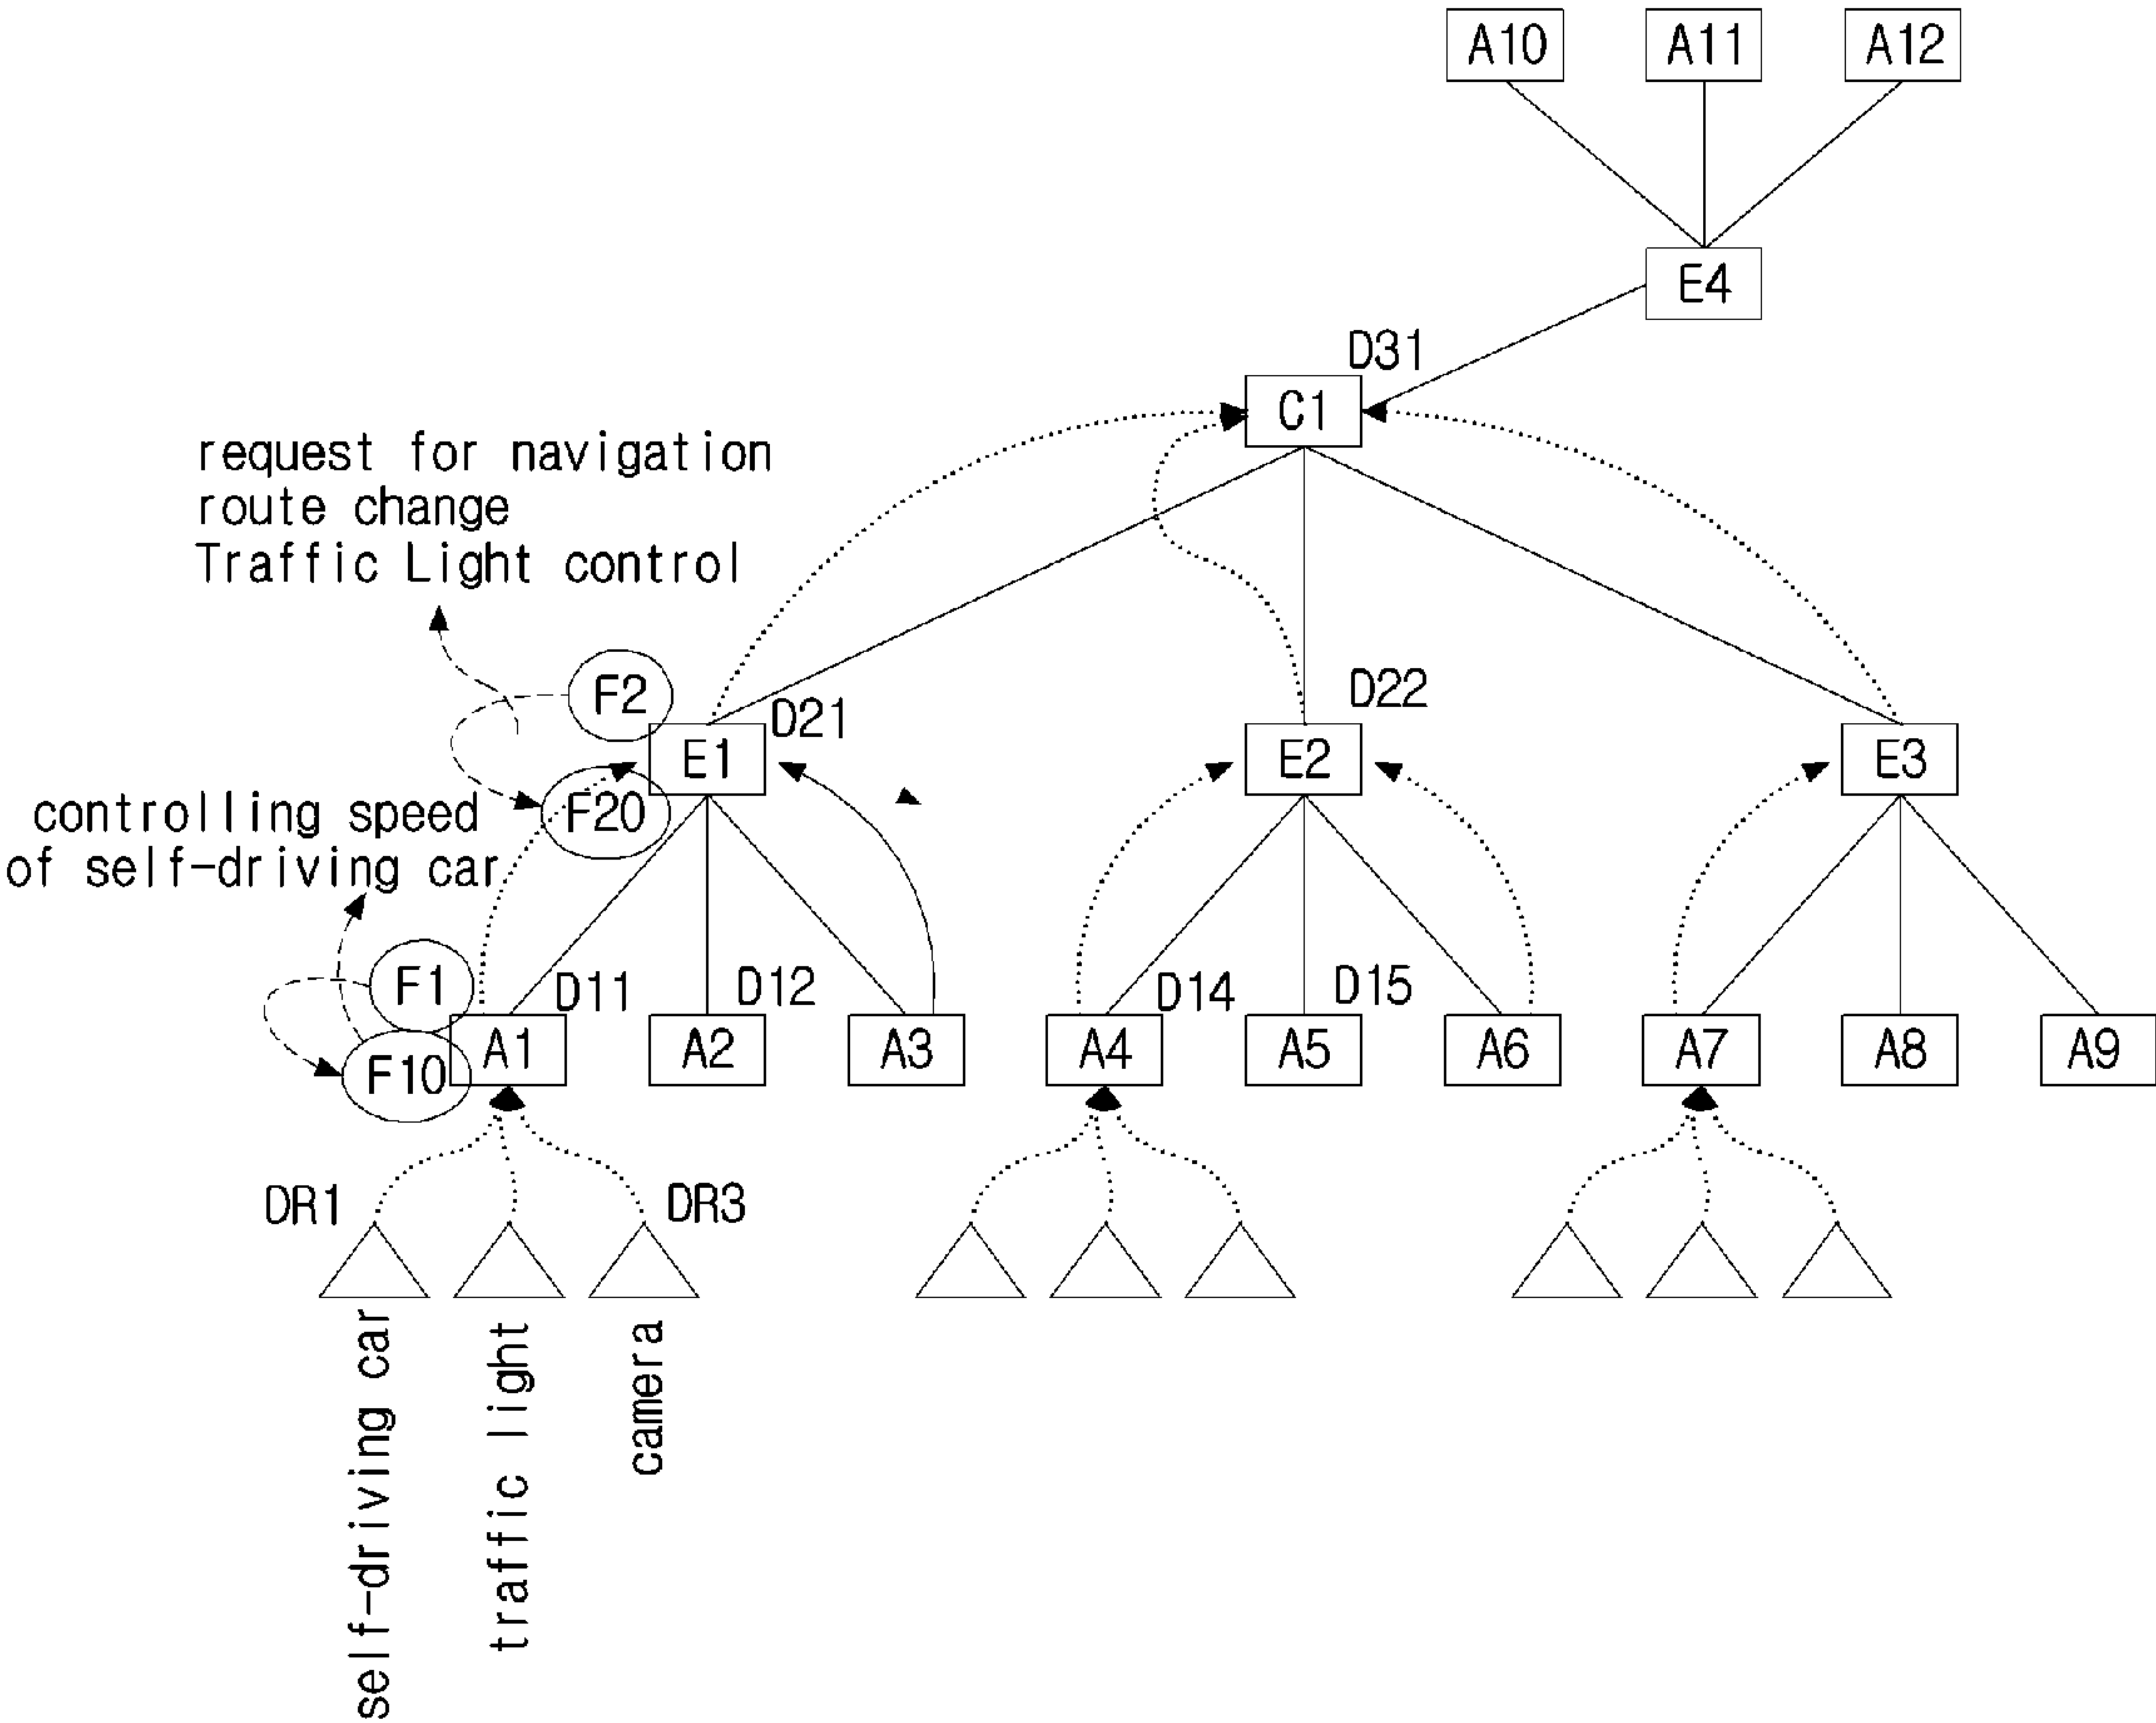 A10 A11 A12
E4
D31
C1
request for navigation
route change
Traffic Light control
F2
D21
D22
E1
E2
E3
F20
controlling speed
of self-driving car
F1
D11
D12
D14
D15
F10
A1 A2 A3 A4 A5 A6 A7 A8 A9
DR1
DR3
self-driving car
traffic light
camera